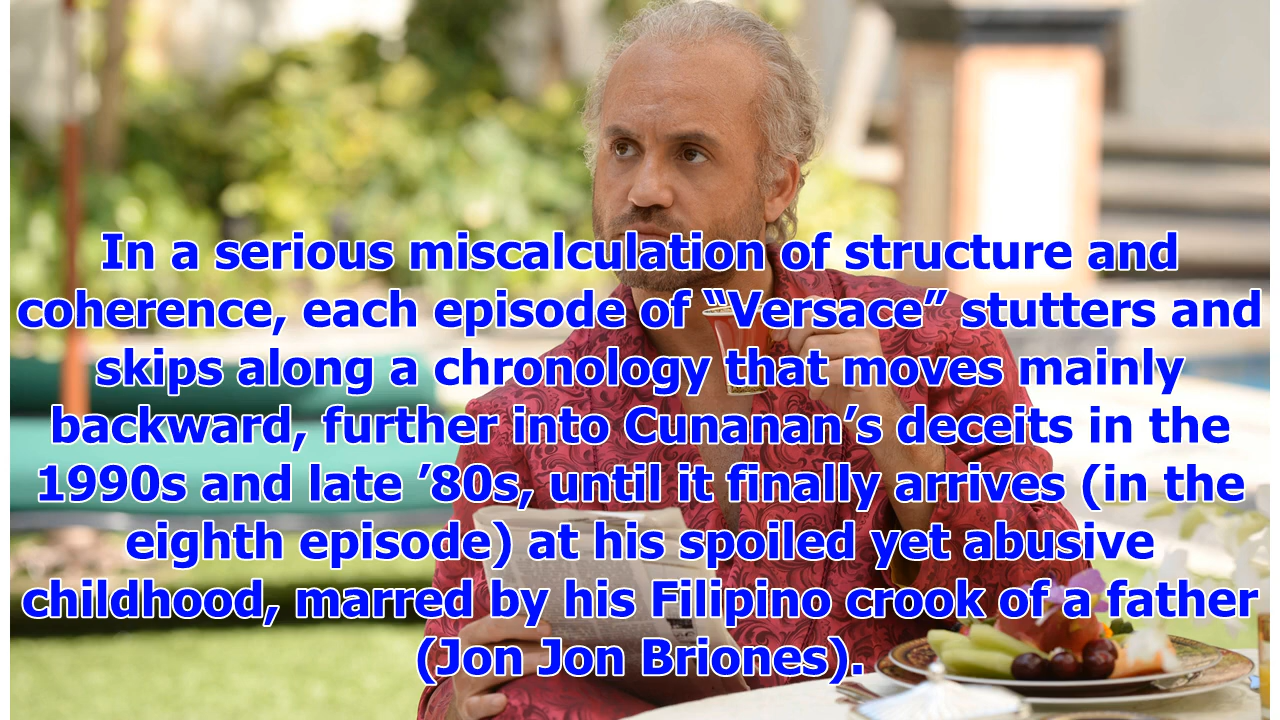 In a serious miscalculation of structure and
coherence, each episode of “Versace” stutters and
skips along a chronology that moves mainly
backward, further into Cunanan’s deceits in the
1990s and late ’80s, until it finally arrives (in the
eighth episode) at his spoiled yet abusive
childhood, marred by his Filipino crook of a father
(Jon Jon Briones).